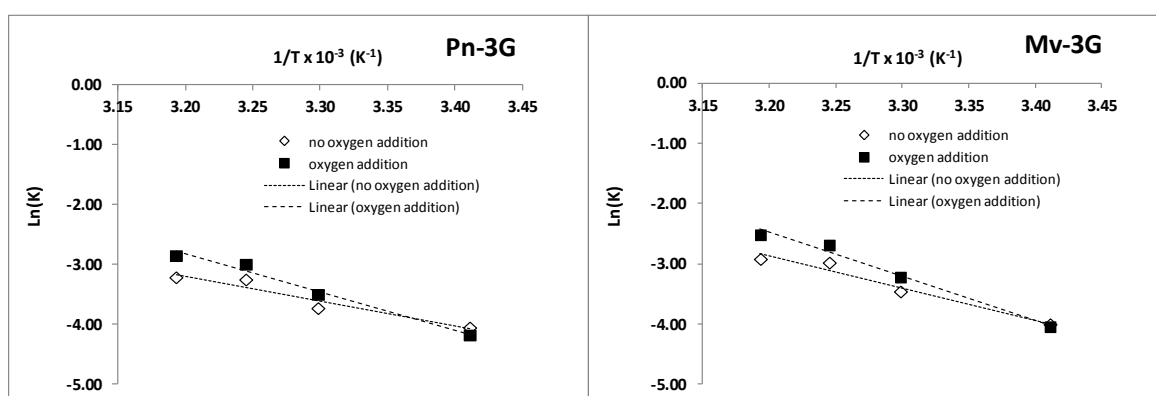 Pn-3G
1/T x 10-3 (K-1)
0.00
3.15 3.20 3.25 3.30 3.35 3.40 3.45
-1.00
-2.00
-3.00
-4.00
-5.00
Ln(K)
no oxygen addition
oxygen addition
Linear (no oxygen addition)
Linear (oxygen addition)
Mv-3G
1/T x 10-3 (K-1)
0.00
3.15 3.20 3.25 3.30 3.35 3.40 3.45
-1.00
-2.00
-3.00
-4.00
-5.00
Ln(K)
no oxygen addition
oxygen addition
Linear (no oxygen addition)
Linear (oxygen addition)